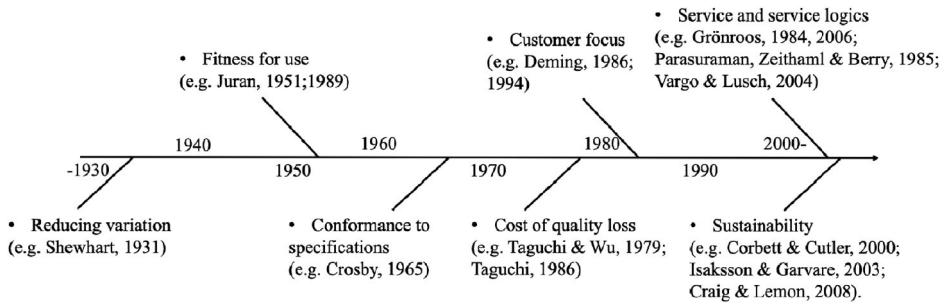 • Service and service logics
(e.g. Grönroos, 1984, 2006;
Parasuraman, Zeithaml & Berry, 1985;
Vargo & Lusch, 2004)
• Customer focus
(e.g. Deming, 1986;
1994)
• Fitness for use
(e.g. Juran, 1951;1989)
1940 1960 1980 2000-
-1930 1950 1970 1990
• Reducing variation
(e.g. Shewhart, 1931)
• Conformance to
specifications
(e.g. Crosby, 1965)
• Cost of quality loss
(e.g. Taguchi & Wu, 1979;
Taguchi, 1986)
• Sustainability
(e.g. Corbett & Cutler, 2000;
Isaksson & Garvare, 2003;
Craig & Lemon, 2008).